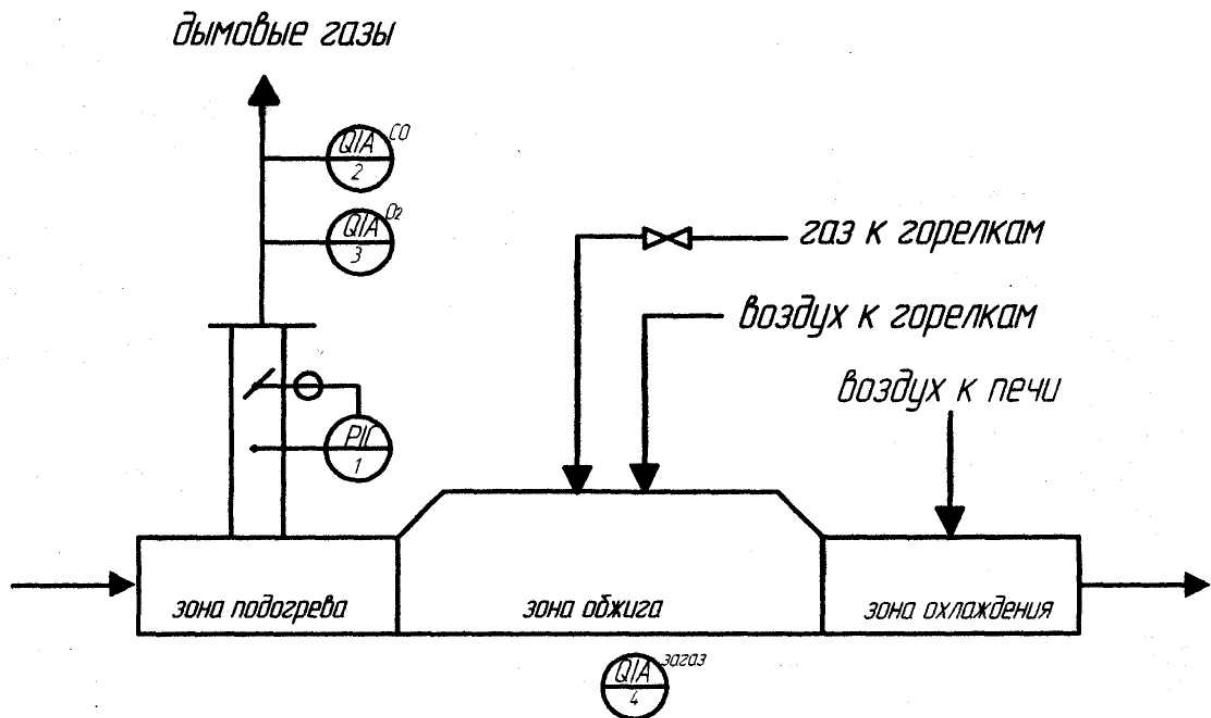 дымовые газы
QIA CO
2
QIA O2
3
газ к горелкам
воздух к горелкам
воздух к печи
PIC
1
зона подогрева
зона обжига
зона охлаждения
QIA загаз
4